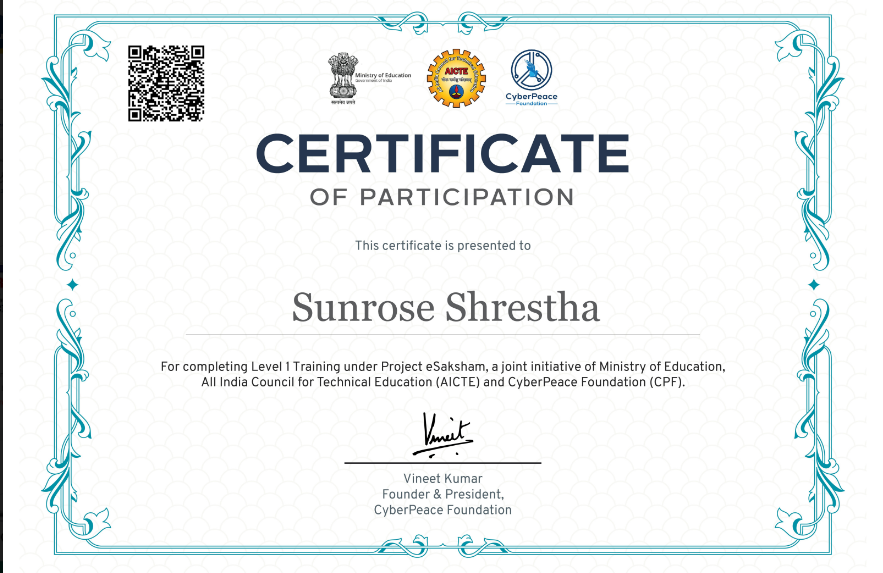 Ministry of Education
Government of India
सत्यमेव जयते
AICTE
CyberPeace
Foundation
CERTIFICATE
OF PARTICIPATION
This certificate is presented to
Sunrose Shrestha
For completing Level 1 Training under Project eSaksham, a joint initiative of Ministry of Education,
All India Council for Technical Education (AICTE) and CyberPeace Foundation (CPF).
Vineet
Vineet Kumar
Founder & President,
CyberPeace Foundation